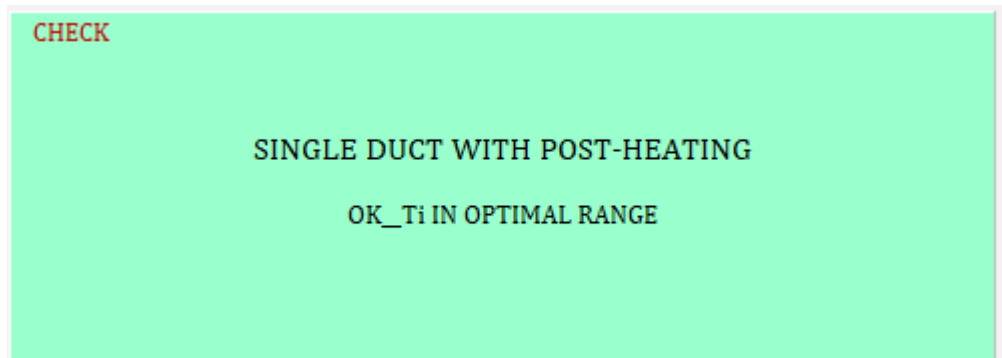 CHECK
SINGLE DUCT WITH POST-HEATING
OK_Ti IN OPTIMAL RANGE